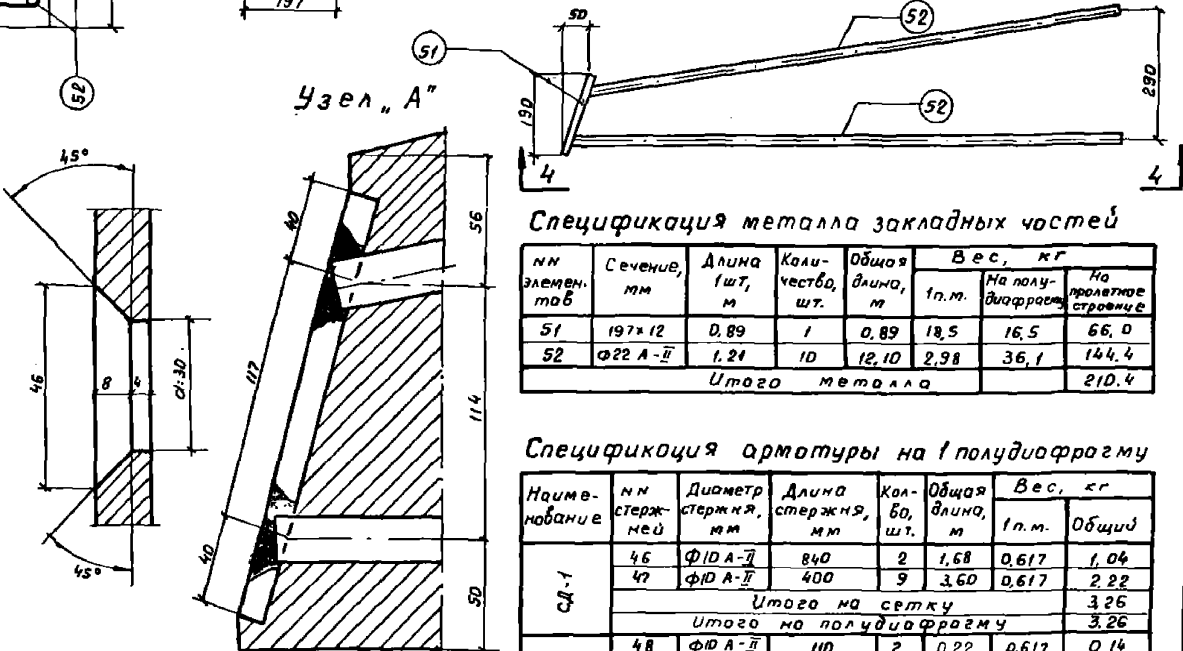 197
52
Узел „А"
51
50
52
52
190
290
4
4
45°
46
8
4
d=30
45°
40
117
40
56
114
50
Спецификация металла закладных частей
NN элементов | Сечение, мм | Длина 1шт, м | Количество, шт. | Общая длина, м | Вес, кг
1 п.м. | На полудиафрагму | На пролетное строение
51 | 197×12 | 0,89 | 1 | 0,89 | 18,5 | 16,5 | 66,0
52 | Ф22 А-II | 1.21 | 10 | 12,10 | 2,98 | 36,1 | 144.4
Итого металла | 210.4
Спецификация арматуры на 1 полудиафрагму
Наименование | NN стержней | Диаметр стержня, мм | Длина стержня, мм | Кол-во, шт. | Общая длина, м | Вес, кг
1 п.м. | Общий
СД-1
46 | Ф10 А-II | 840 | 2 | 1,68 | 0,617 | 1,04
47 | Ф10 А-II | 400 | 9 | 3,60 | 0,617 | 2,22
Итого на сетку | 3,26
Итого на полудиафрагму | 3.26
48 | Ф10 А-II | 110 | 2 | 0,22 | 0,617 | 0,14